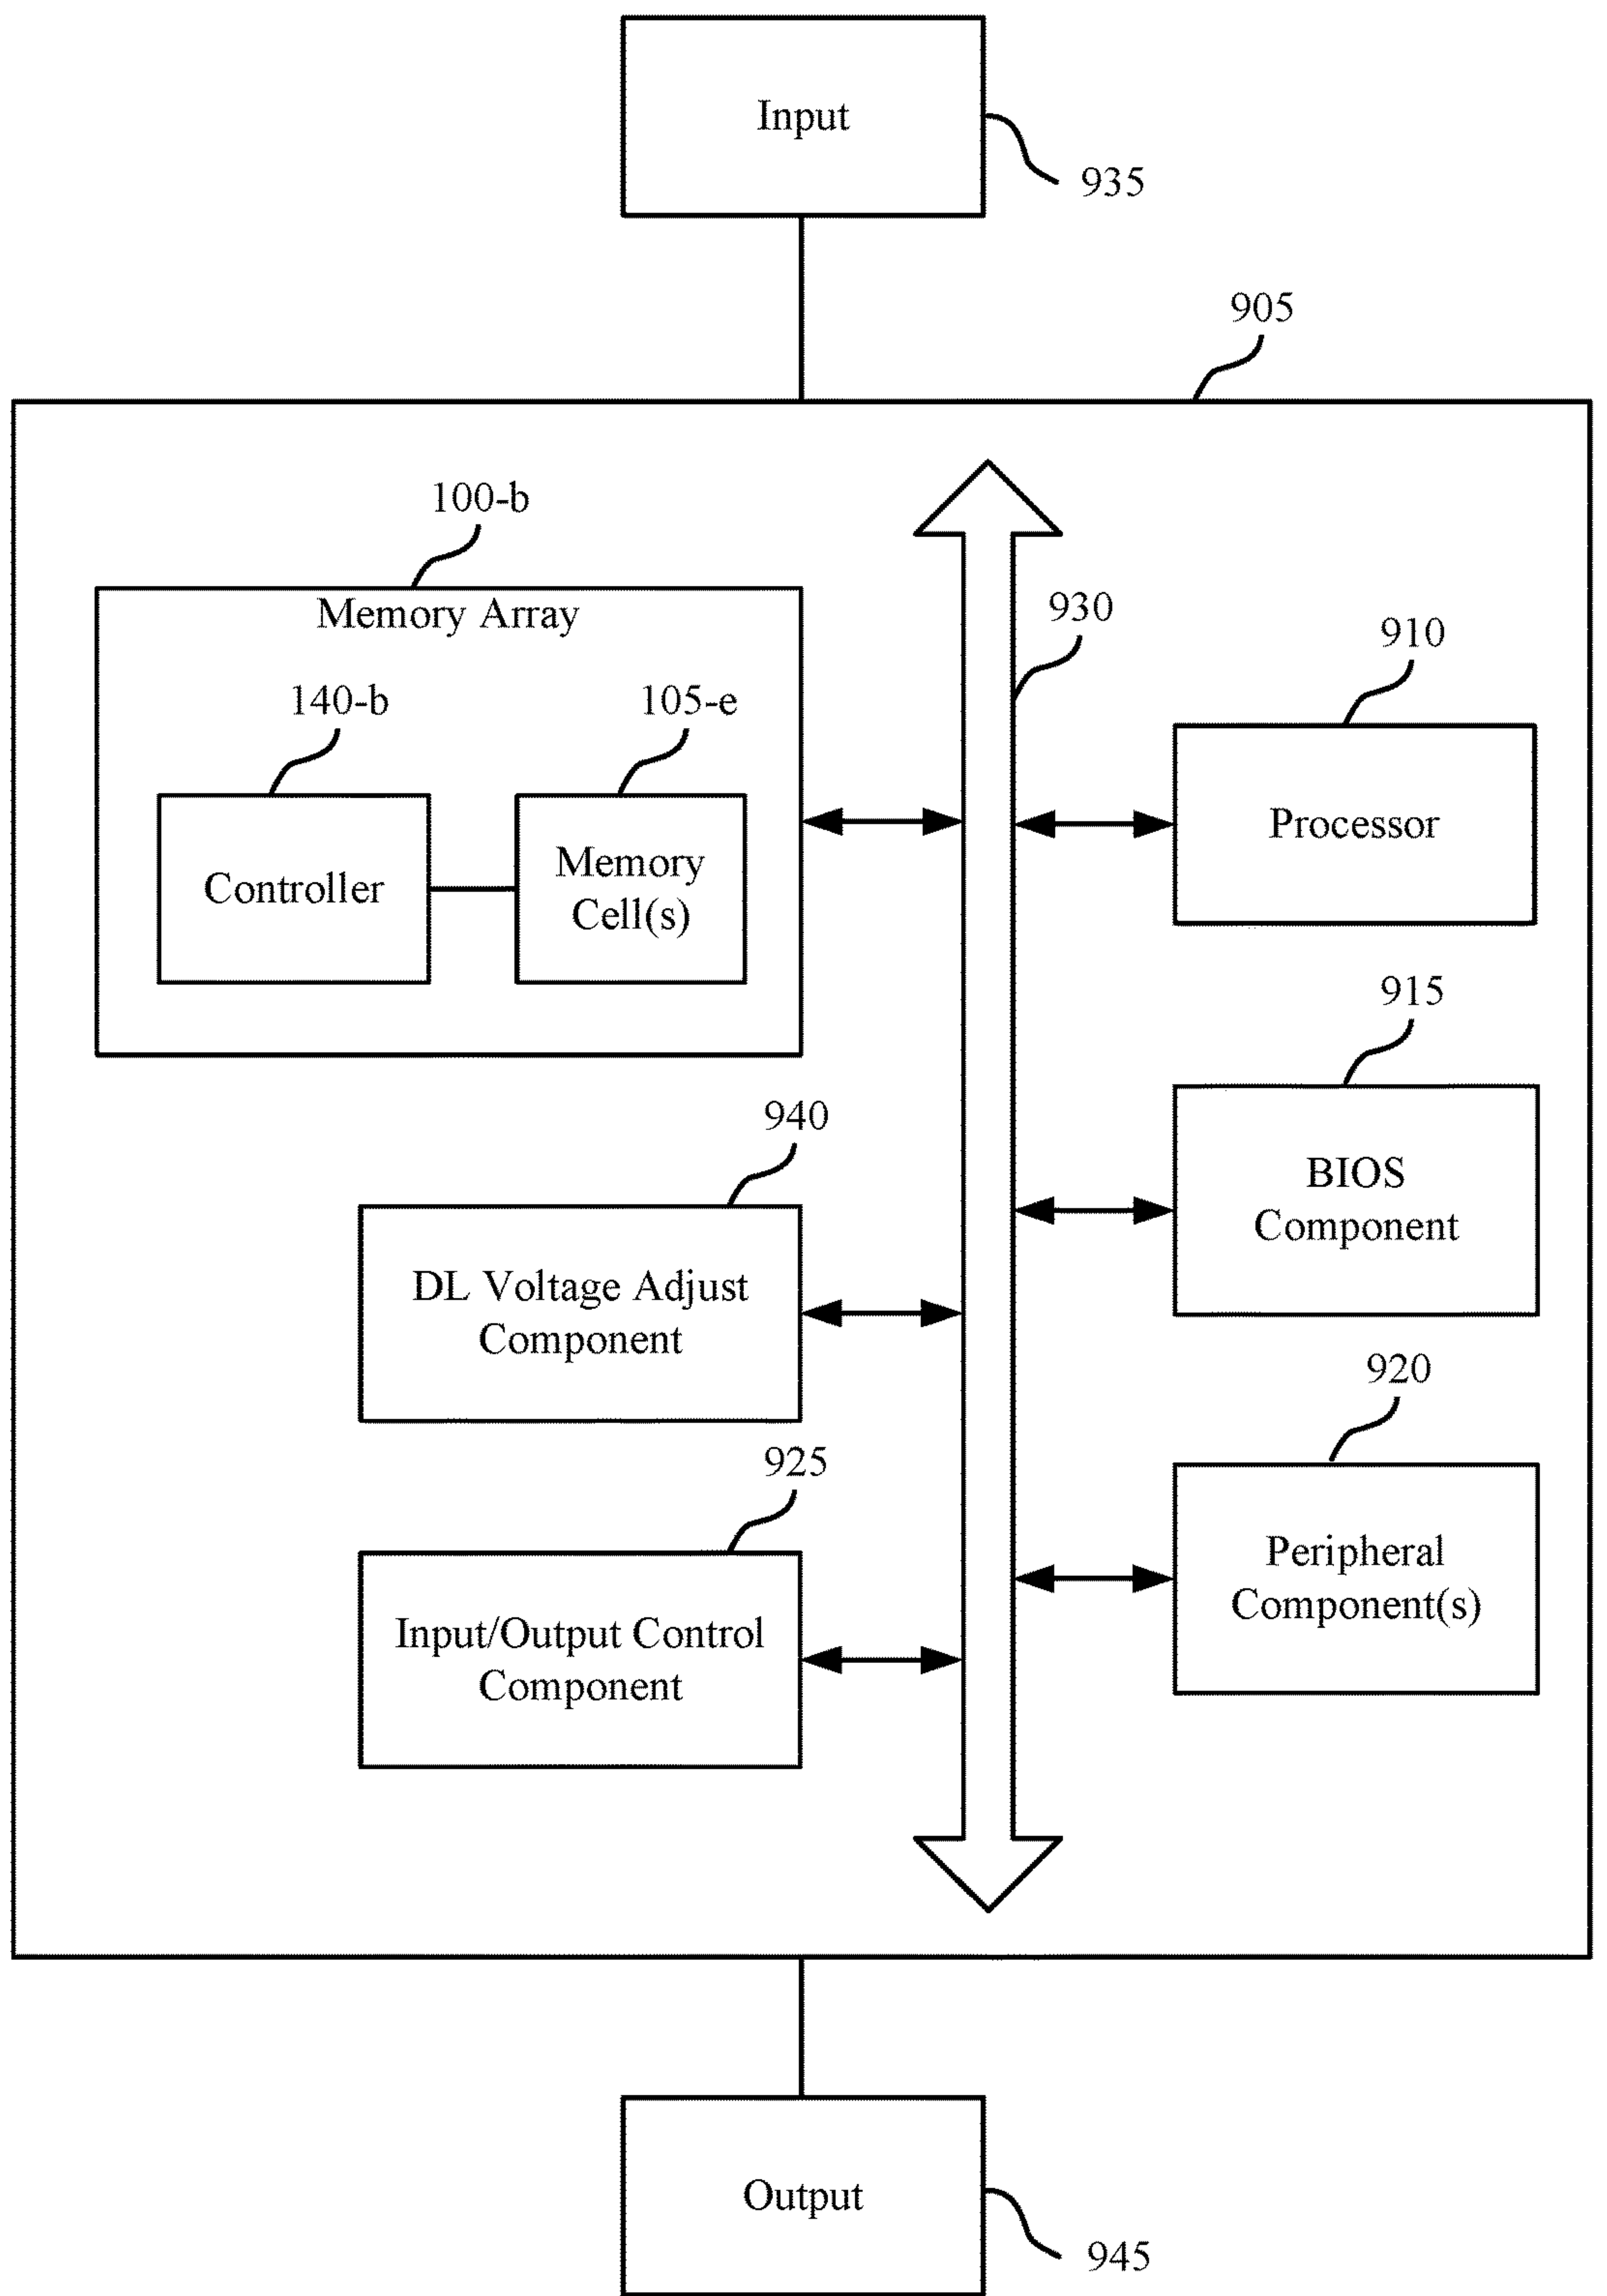 Input
935
905
100-b
Memory Array
930
910
140-b
105-e
Processor
Controller
Memory
Cell(s)
915
940
BIOS
Component
DL Voltage Adjust
Component
920
925
Peripheral
Component(s)
Input/Output Control
Component
Output
945